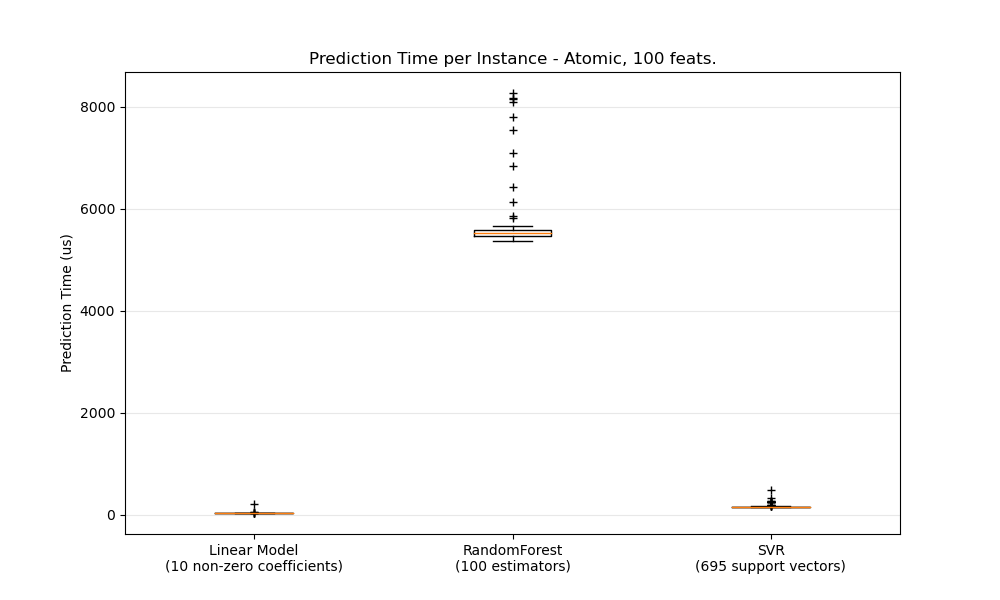 Prediction Time per Instance - Atomic, 100 feats.
8000
6000
4000
2000
0
Prediction Time (us)
Linear Model
(10 non-zero coefficients)
RandomForest
(100 estimators)
SVR
(695 support vectors)